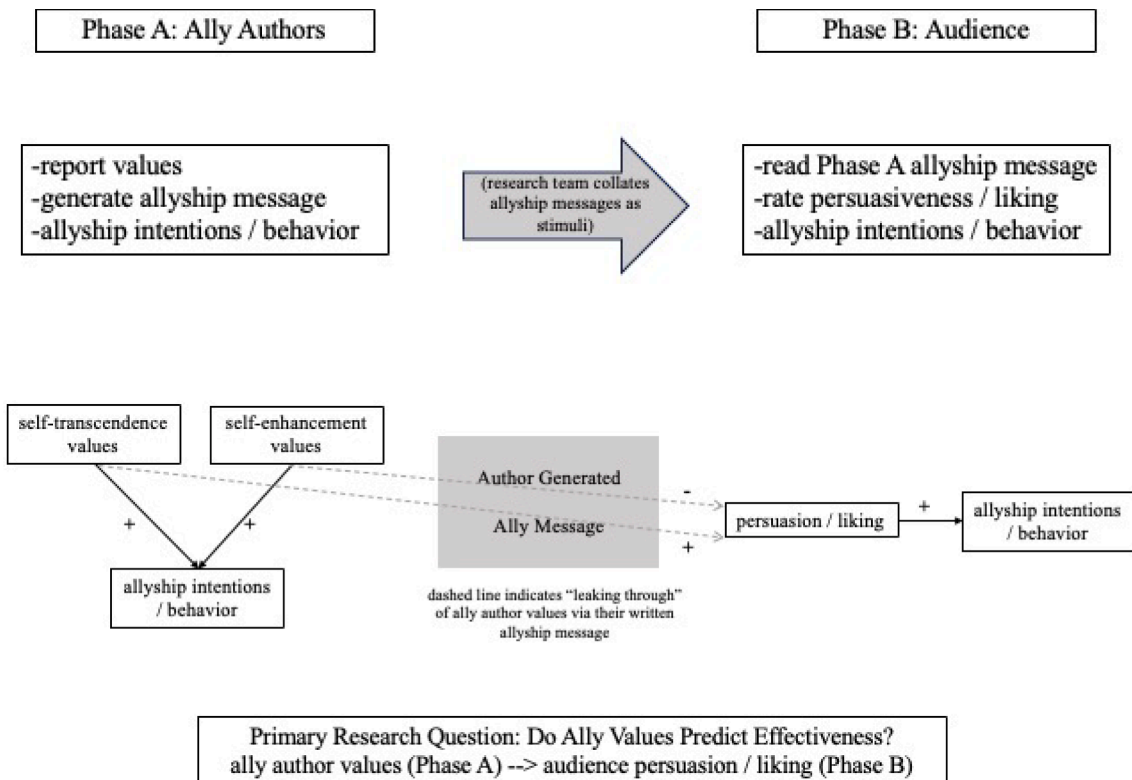 Phase A: Ally Authors
Phase B: Audience
-report values
-generate allyship message
-allyship intentions / behavior
(research team collates
allyship messages as
stimuli)
-read Phase A allyship message
-rate persuasiveness / liking
-allyship intentions / behavior
self-transcendence
values
self-enhancement
values
+
+
allyship intentions
/ behavior
Author Generated
Ally Message
dashed line indicates “leaking through”
of ally author values via their written
allyship message
-
+
persuasion / liking
+
allyship intentions
/ behavior
Primary Research Question: Do Ally Values Predict Effectiveness?
ally author values (Phase A) --> audience persuasion / liking (Phase B)